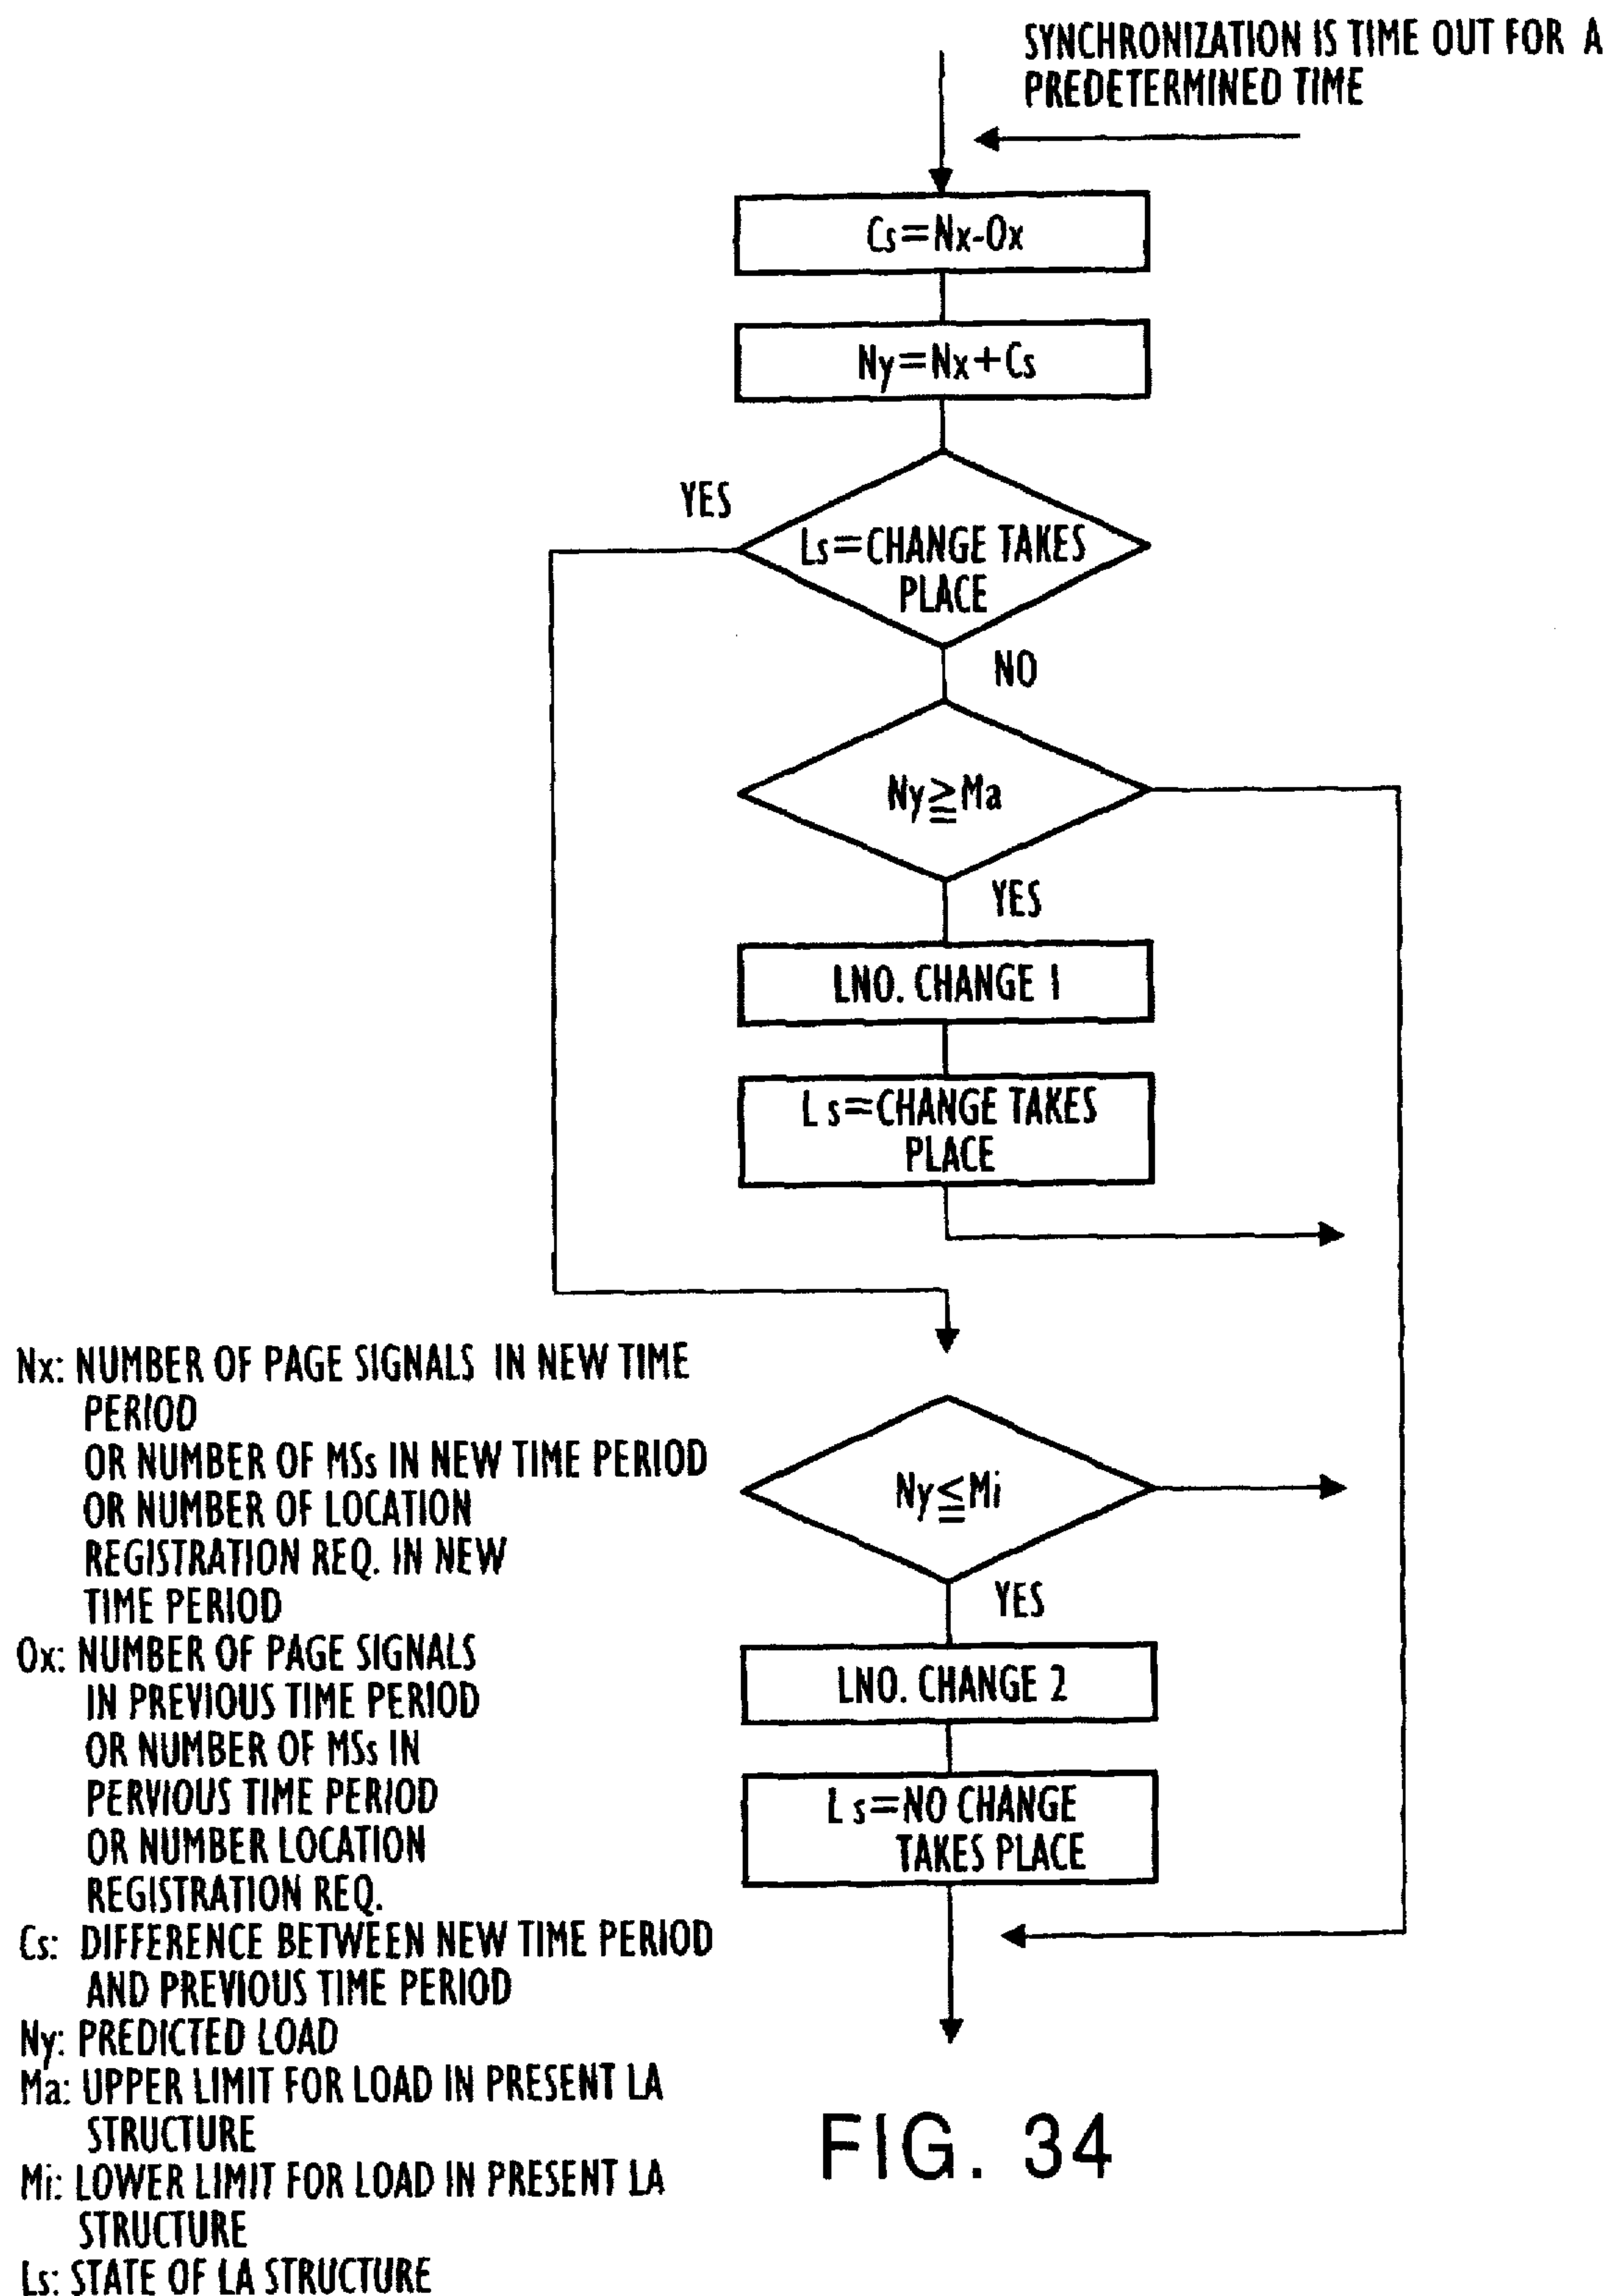 SYNCHRONIZATION IS TIME OUT FOR A
PREDETERMINED TIME
Cs=Nx-Ox
Ny=Nx+Cs
YES
Ls=CHANGE TAKES
PLACE
NO
Ny≧Ma
YES
LNO. CHANGE 1
Ls=CHANGE TAKES
PLACE
Ny≦Mi
YES
LNO. CHANGE 2
Ls=NO CHANGE
TAKES PLACE
Nx: NUMBER OF PAGE SIGNALS IN NEW TIME
PERIOD
OR NUMBER OF MSs IN NEW TIME PERIOD
OR NUMBER OF LOCATION
REGISTRATION REQ. IN NEW
TIME PERIOD
Ox: NUMBER OF PAGE SIGNALS
IN PREVIOUS TIME PERIOD
OR NUMBER OF MSs IN
PERVIOUS TIME PERIOD
OR NUMBER LOCATION
REGISTRATION REQ.
Cs: DIFFERENCE BETWEEN NEW TIME PERIOD
AND PREVIOUS TIME PERIOD
Ny: PREDICTED LOAD
Ma: UPPER LIMIT FOR LOAD IN PRESENT LA
STRUCTURE
Mi: LOWER LIMIT FOR LOAD IN PRESENT LA
STRUCTURE
Ls: STATE OF LA STRUCTURE
FIG. 34